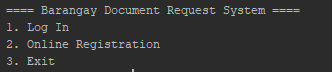 ==== Barangay Document Request System ====
1. Log In
2. Online Registration
3. Exit